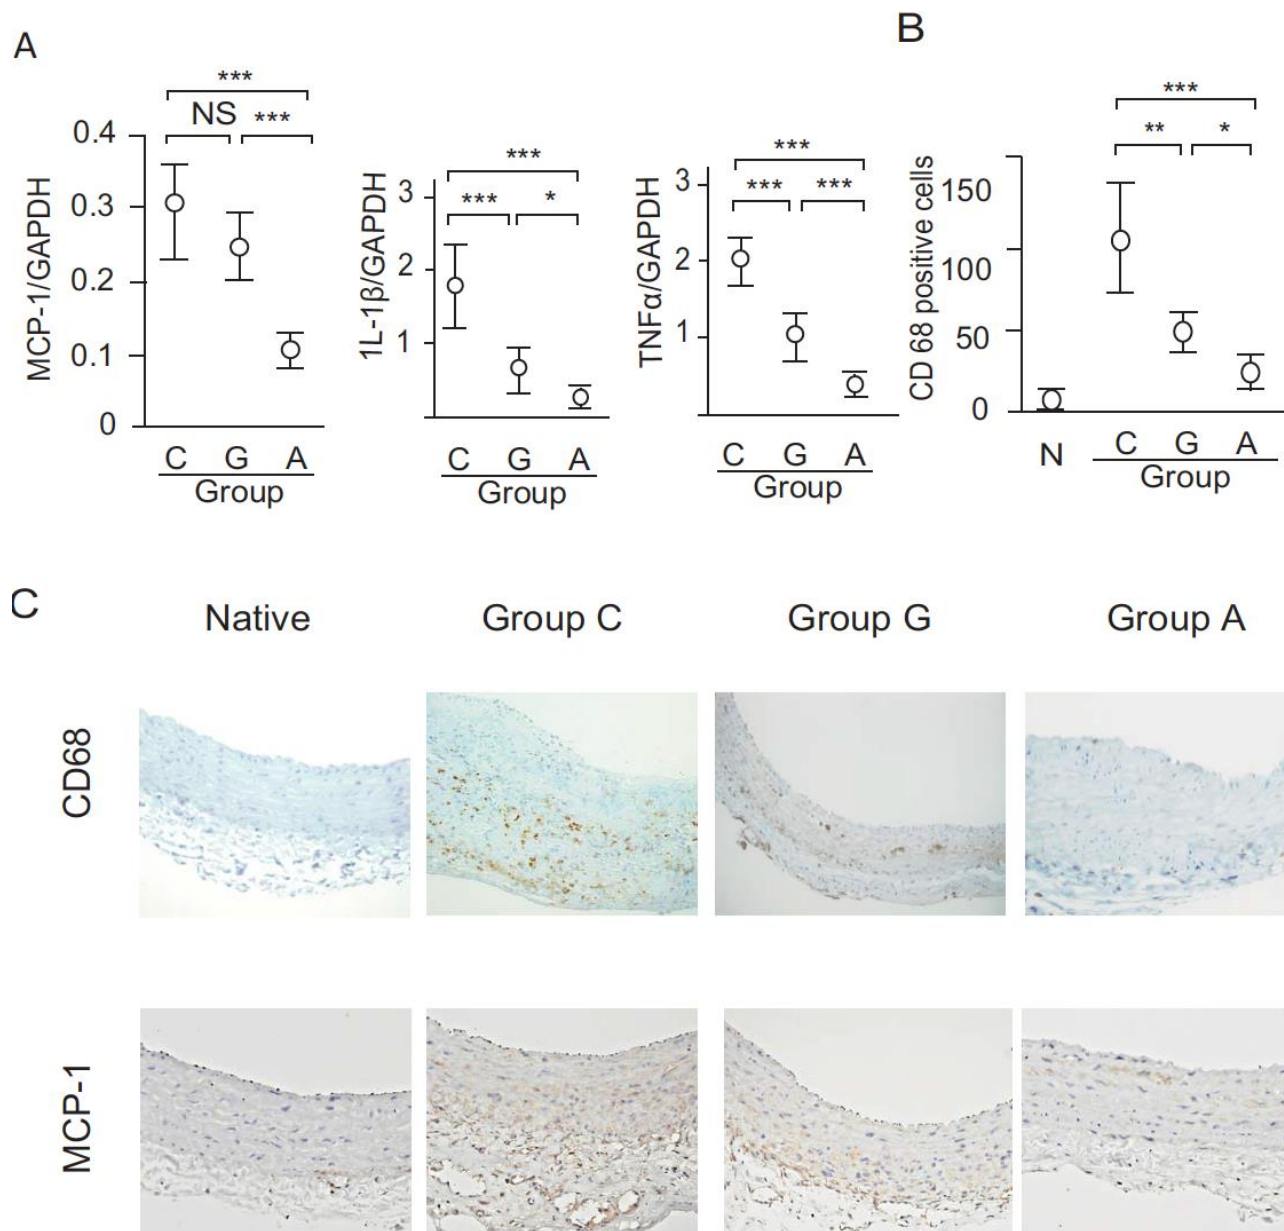 A
B
***
NS
***
0.4
0.3
0.2
0.1
0
MCP-1/GAPDH
C G A
Group
***
***
*
3
2
1
1L-1β/GAPDH
C G A
Group
***
***
***
3
2
1
TNFα/GAPDH
C G A
Group
***
**
*
150
100
50
0
CD 68 positive cells
N
C G A
Group
C
Native
Group C
Group G
Group A
CD68
MCP-1